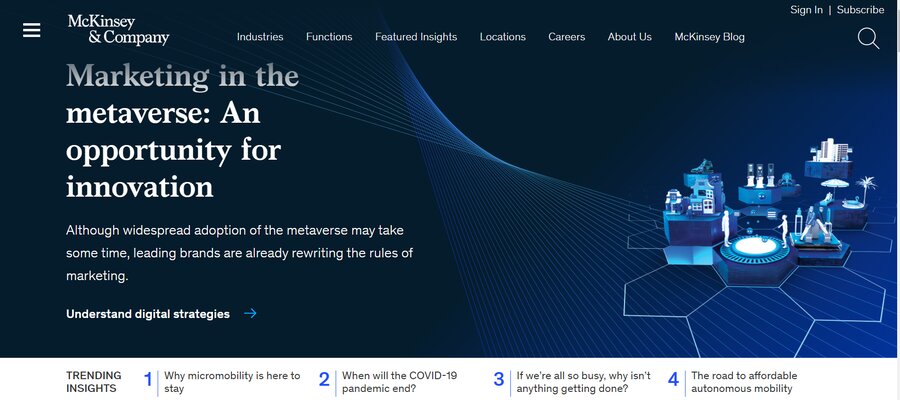 Sign In | Subscribe
McKinsey
& Company
Industries Functions Featured Insights Locations Careers About Us McKinsey Blog
Marketing in the
metaverse: An
opportunity for
innovation
Although widespread adoption of the metaverse may take
some time, leading brands are already rewriting the rules of
marketing.
Understand digital strategies
TRENDING
INSIGHTS
1 Why micromobility is here to
stay
2 When will the COVID-19
pandemic end?
3 If we're all so busy, why isn't
anything getting done?
4 The road to affordable
autonomous mobility